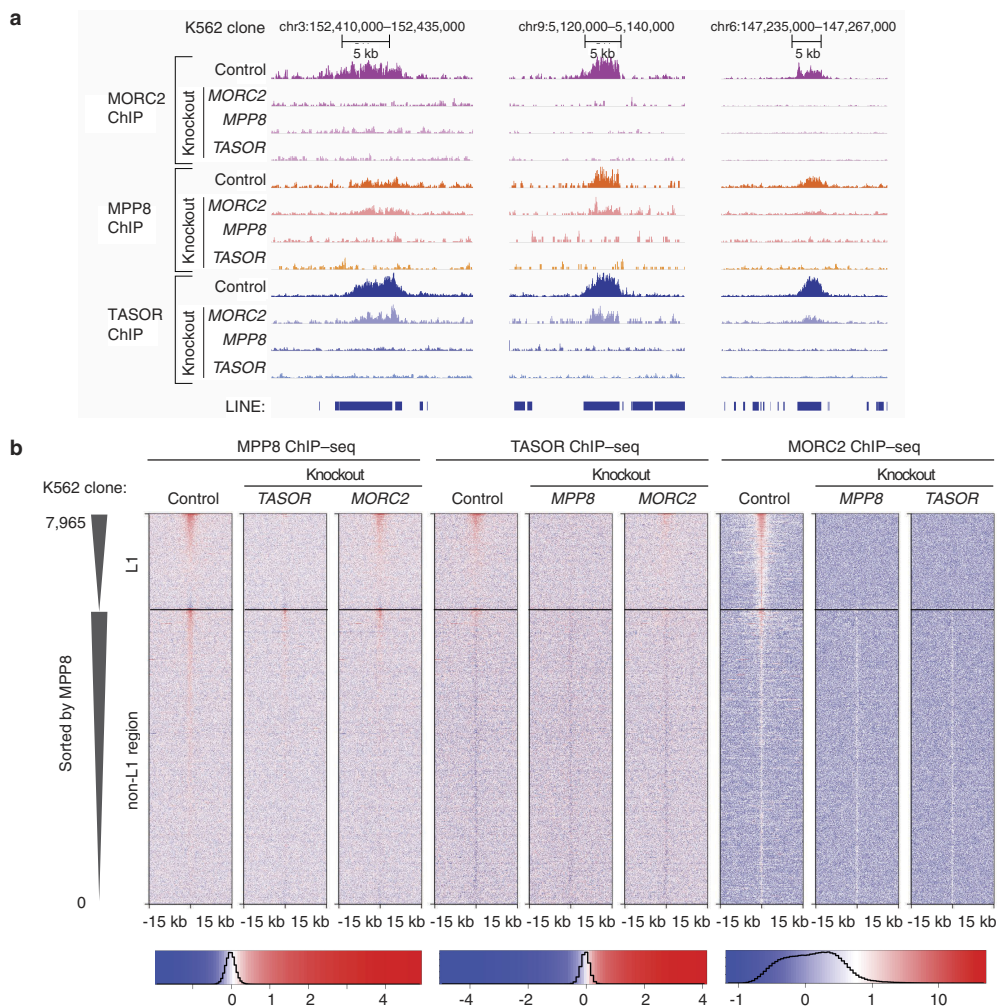 a
K562 clone chr3:152,410,000–152,435,000 chr9:5,120,000–5,140,000 chr6:147,235,000–147,267,000
5 kb 5 kb 5 kb
MORC2 ChIP
Control
Knockout
MORC2
MPP8
TASOR
MPP8 ChIP
Control
Knockout
MORC2
MPP8
TASOR
TASOR ChIP
Control
Knockout
MORC2
MPP8
TASOR
LINE:
b
MPP8 ChIP–seq TASOR ChIP–seq MORC2 ChIP–seq
Knockout Knockout Knockout
K562 clone:
Control TASOR MORC2 Control MPP8 MORC2 Control MPP8 TASOR
7,965
L1
Sorted by MPP8
non-L1 region
0
-15 kb 15 kb -15 kb 15 kb -15 kb 15 kb -15 kb 15 kb -15 kb 15 kb -15 kb 15 kb -15 kb 15 kb -15 kb 15 kb -15 kb 15 kb
0 2 4 -4 -2 0 2 4 -1 0 1 10